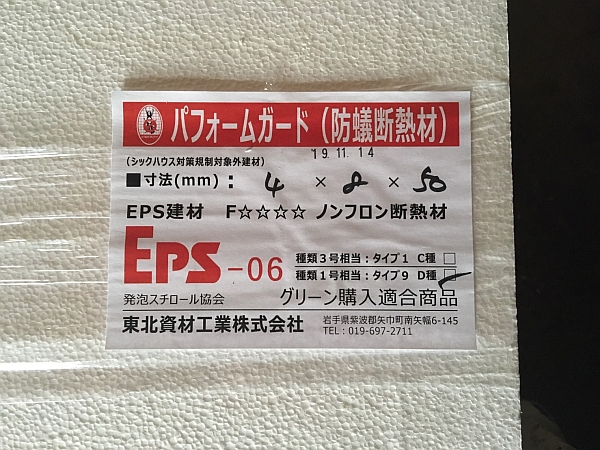 パフォームガード(防蟻断熱材)
(シックハウス対策規制対象外建材)
'19.11.14
■寸法(mm): 4 × 8 × 50
EPS建材 F☆☆☆☆ ノンフロン断熱材
EPS-06
種類3号相当:タイプ1 C種□
種類1号相当:タイプ9 D種□
発泡スチロール協会
グリーン購入適合商品
東北資材工業株式会社
岩手県紫波郡矢巾町南矢幅6-145
TEL:019-697-2711